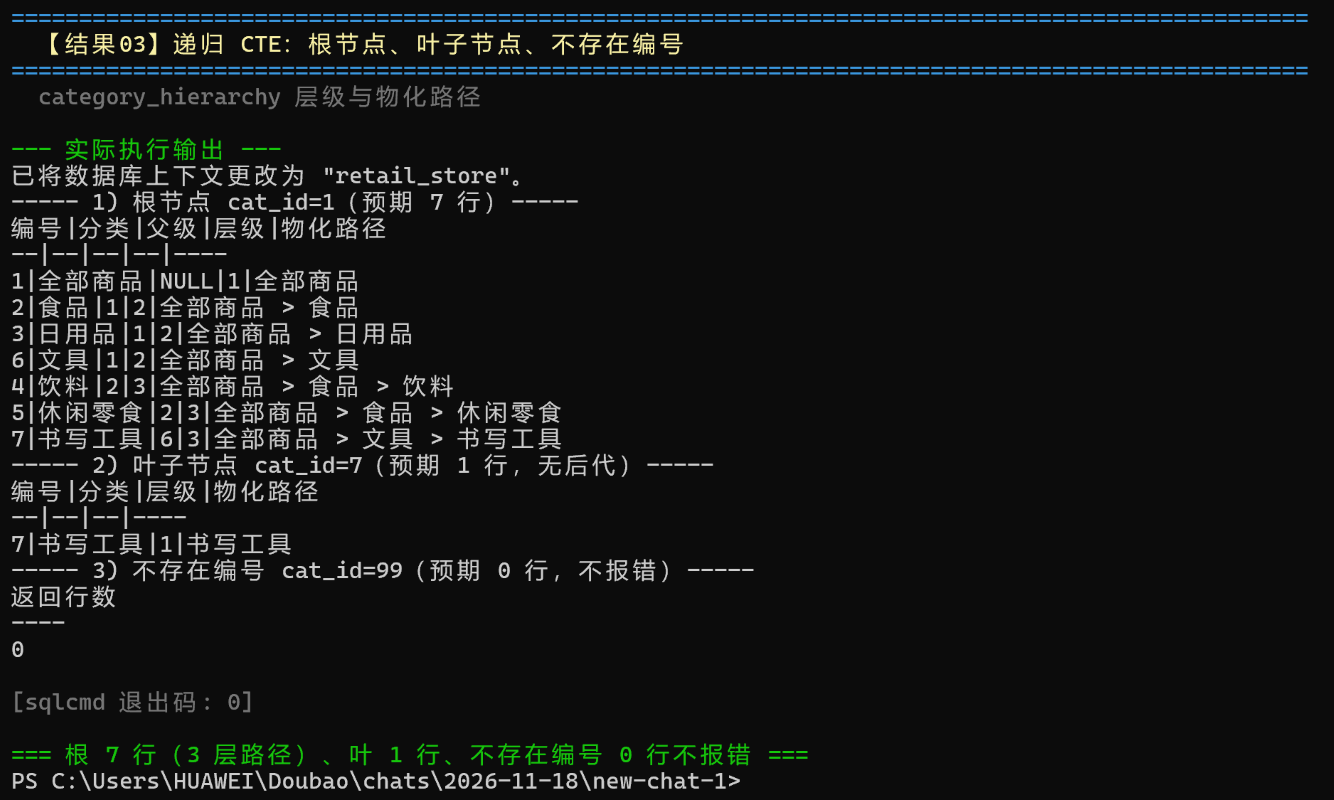 ================================================================================================
【结果03】递归 CTE: 根节点、叶子节点、不存在编号
================================================================================================
category_hierarchy 层级与物化路径
--- 实际执行输出 ---
已将数据库上下文更改为 "retail_store"。
----- 1) 根节点 cat_id=1（预期 7 行）-----
编号|分类|父级|层级|物化路径
--|--|--|--|----
1|全部商品|NULL|1|全部商品
2|食品|1|2|全部商品 > 食品
3|日用品|1|2|全部商品 > 日用品
6|文具|1|2|全部商品 > 文具
4|饮料|2|3|全部商品 > 食品 > 饮料
5|休闲零食|2|3|全部商品 > 食品 > 休闲零食
7|书写工具|6|3|全部商品 > 文具 > 书写工具
----- 2) 叶子节点 cat_id=7（预期 1 行，无后代）-----
编号|分类|层级|物化路径
--|--|--|----
7|书写工具|1|书写工具
----- 3) 不存在编号 cat_id=99（预期 0 行，不报错）-----
返回行数
----
0
[sqlcmd 退出码: 0]
=== 根 7 行（3 层路径）、叶 1 行、不存在编号 0 行不报错 ===
PS C:\Users\HUAWEI\Doubao\chats\2026-11-18\new-chat-1>